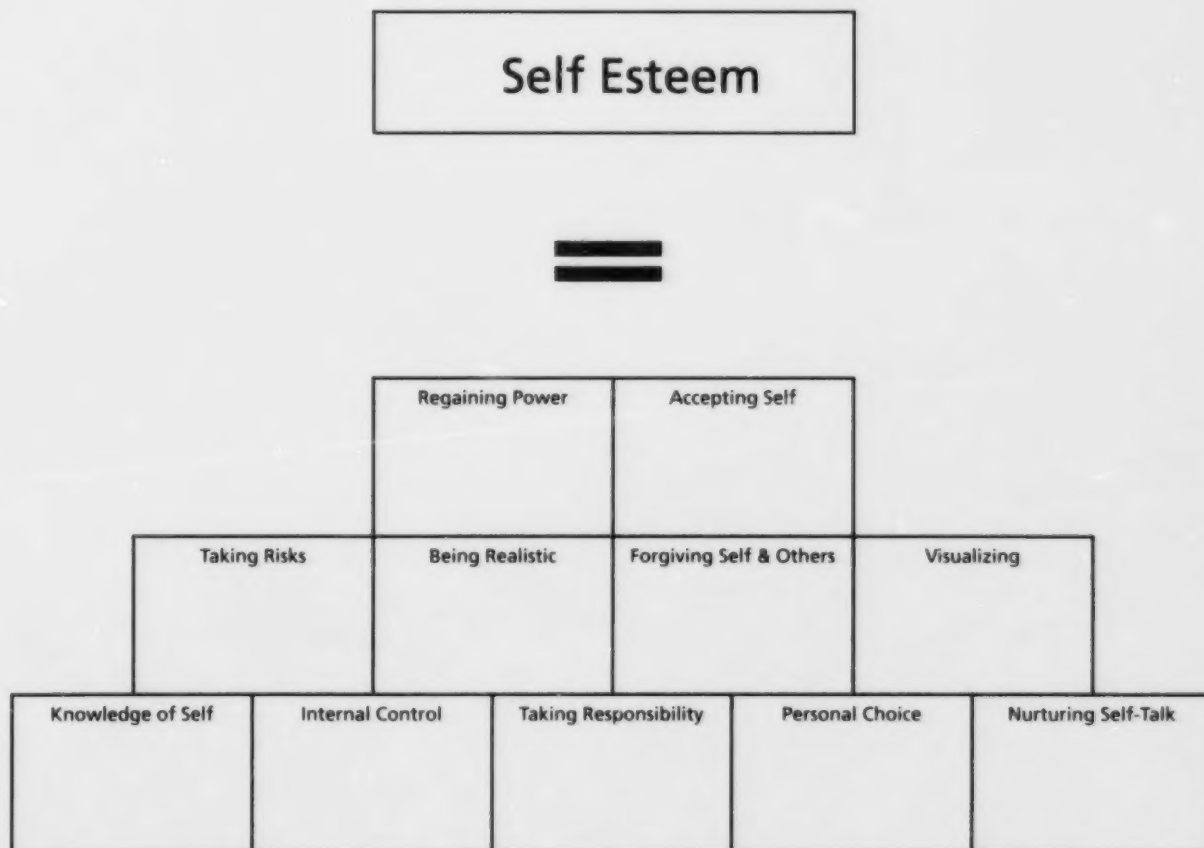 Self Esteem
=
Regaining Power
Accepting Self
Taking Risks
Being Realistic
Forgiving Self & Others
Visualizing
Knowledge of Self
Internal Control
Taking Responsibility
Personal Choice
Nurturing Self-Talk